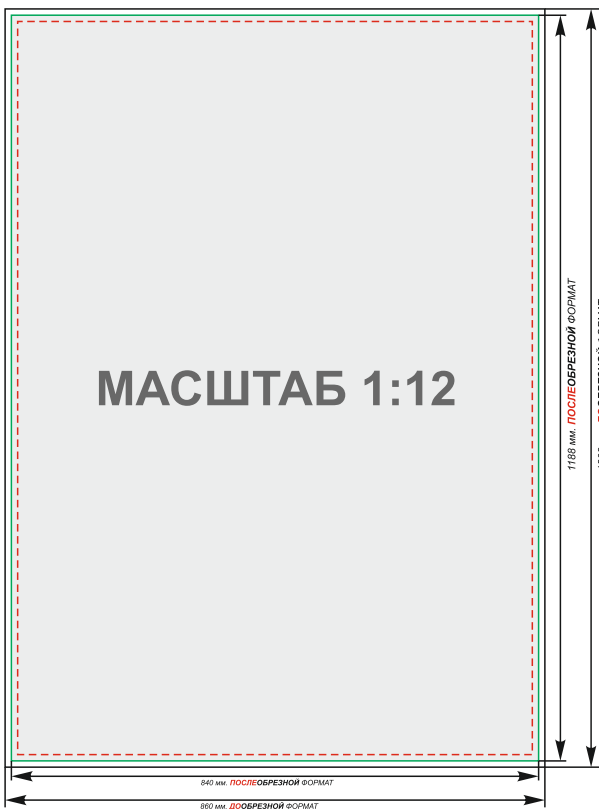 МАСШТАБ 1:12
1188 мм. ПОСЛЕОБРЕЗНОЙ ФОРМАТ
840 мм. ПОСЛЕОБРЕЗНОЙ ФОРМАТ
860 мм. ДООБРЕЗНОЙ ФОРМАТ